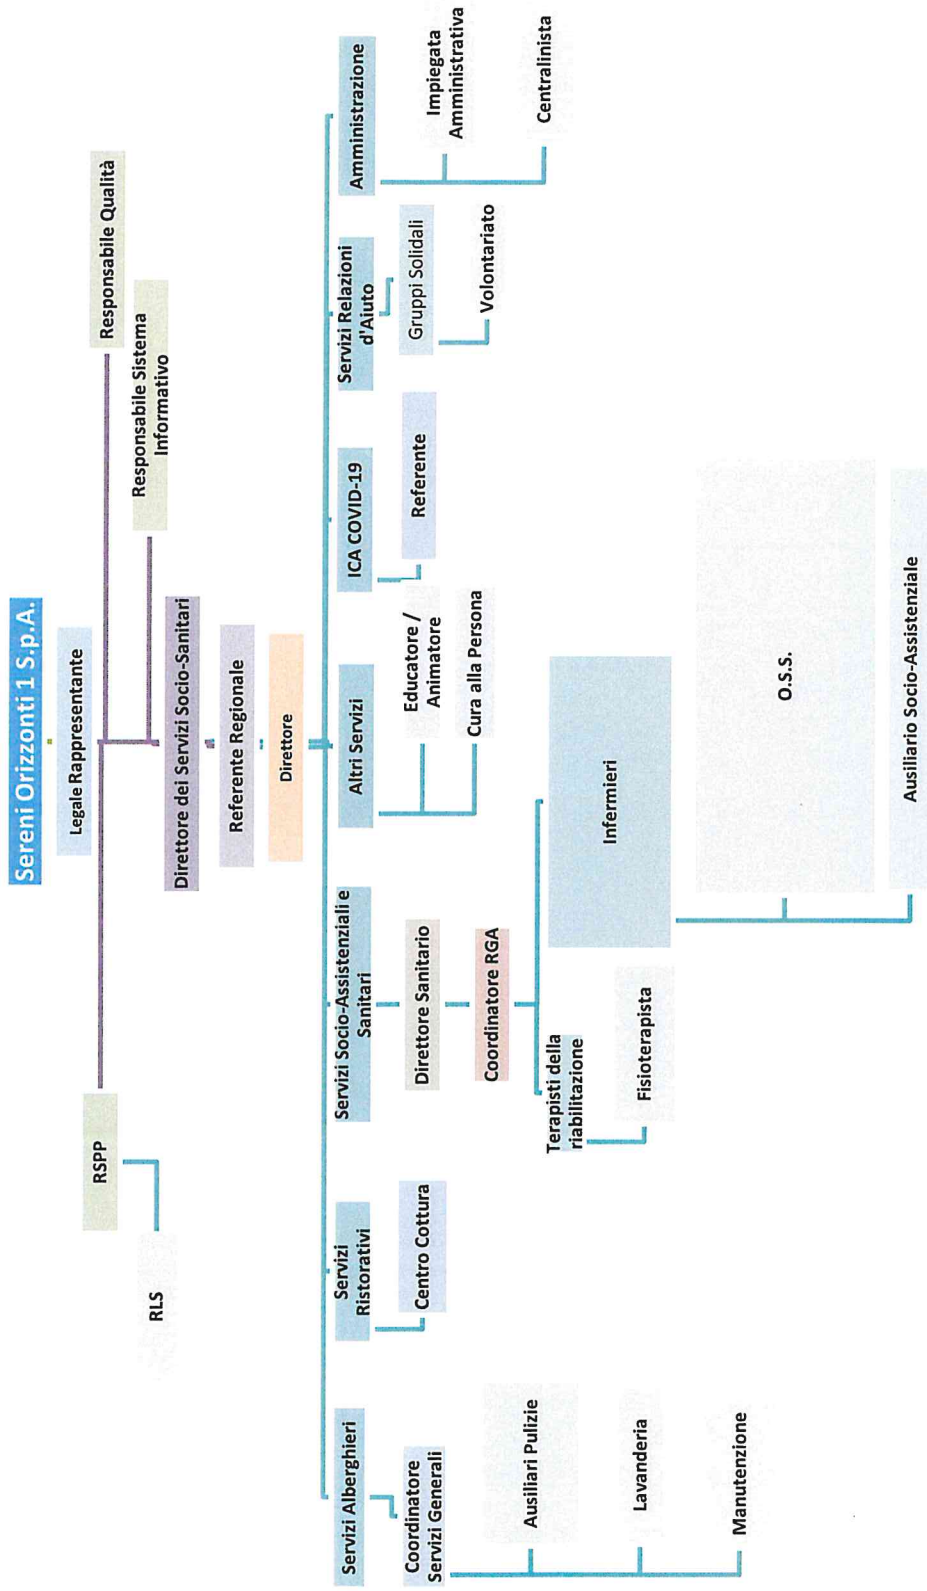 Sereni Orizzonti 1 S.p.A.
Legale Rappresentante
RSPP
Responsabile Qualità
RLS
Responsabile Sistema
Informativo
Direttore dei Servizi Socio-Sanitari
Referente Regionale
Direttore
Servizi Alberghieri
Servizi
Ristorativi
Servizi Socio-Assistenziali e
Sanitari
Altri Servizi
ICA COVID-19
Servizi Relazioni
d'Aiuto
Amministrazione
Coordinatore
Servizi Generali
Centro Cottura
Direttore Sanitario
Educatore /
Animatore
Referente
Gruppi Solidali
Impiegata
Amministrativa
Ausiliari Pulizie
Coordinatore RGA
Cura alla Persona
Volontariato
Centralinista
Lavanderia
Terapisti della
riabilitazione
Infermieri
Manutenzione
Fisioterapista
O.S.S.
Ausiliario Socio-Assistenziale